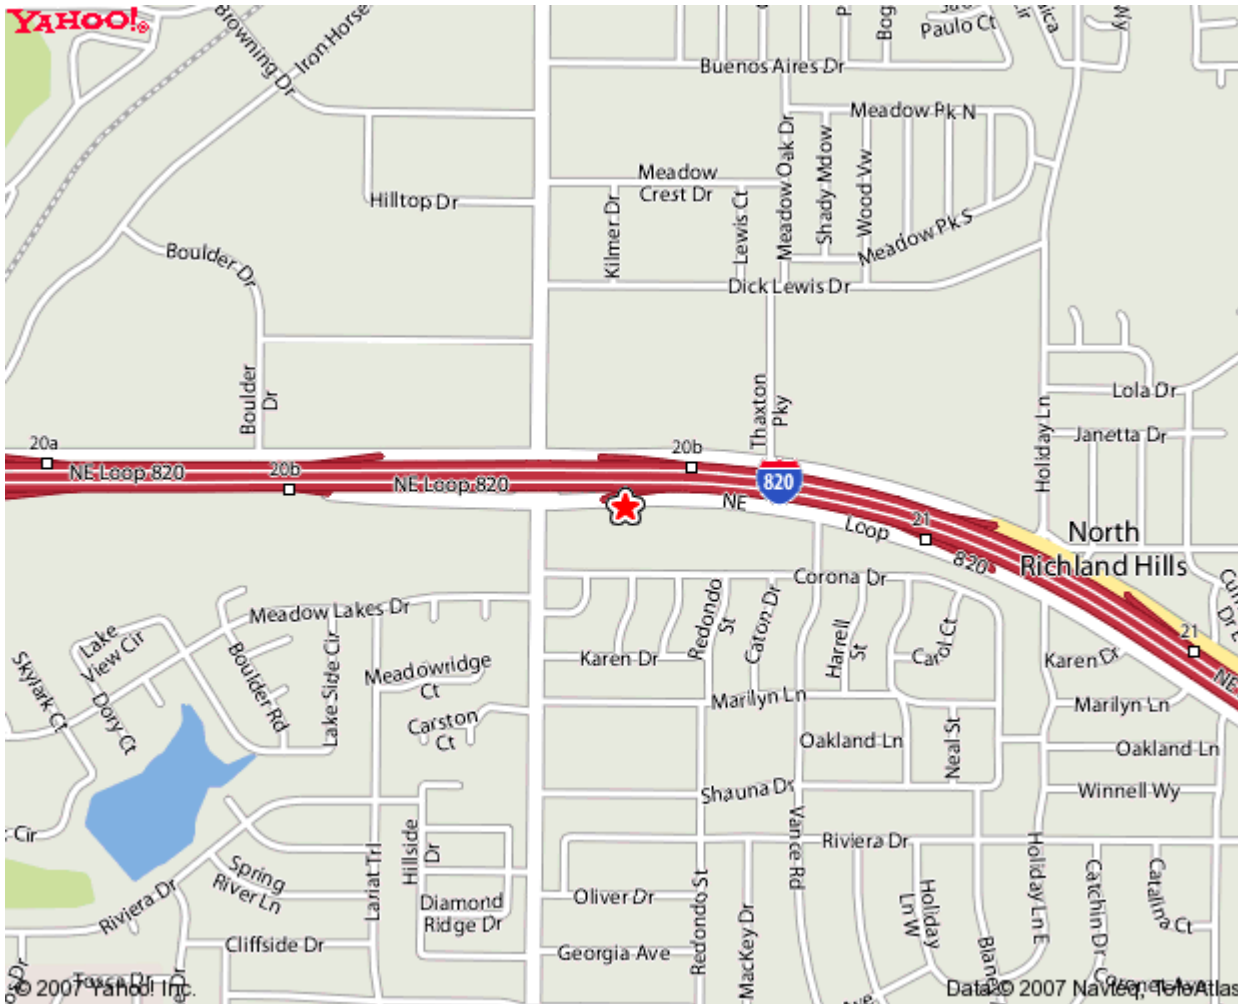 YAHOO!®
Browning Dr
Iron Horse
Paulo Ct
Bog
Cir
Wy
Buenos Aires Dr
Meadow Pk N
Meadow
Crest Dr
Meadow Oak Dr
Shady Mdow
Wood Vw
Hilltop Dr
Kilmer Dr
Lewis Ct
Meadow Pk S
Boulder Dr
Dick Lewis Dr
Boulder
Dr
Thaxton
Pky
Holiday Ln
Lola Dr
Janetta Dr
20a
20b
20b
NE Loop 820
NE Loop 820
820
NE
Loop
820
21
North
Richland Hills
Corona Dr
Meadow Lakes Dr
Lake
View Cir
Lake Side Cir
Boulder Rd
Skylark Ct
Dory Ct
Meadowridge
Ct
Carston
Ct
Karen Dr
Redondo
St
Caton Dr
Harrell
St
Carol Ct
Karen Dr
21
NE
Marilyn Ln
Marilyn Ln
Oakland Ln
Neal St
Oakland Ln
Shauna Dr
Winnell Wy
Vance Rd
Cir
Riviera Dr
Hillside
Dr
Lariat Trl
Spring
River Ln
Riviera Dr
Diamond
Ridge Dr
Oliver Dr
Redondo St
MacKey Dr
Holiday
Ln W
Holiday Ln E
Catchin Dr
Catalina Ct
Cliffside Dr
Georgia Ave
Tosca Dr
© 2007 Yahoo! Inc.
Data © 2007 Navteq, TeleAtlas